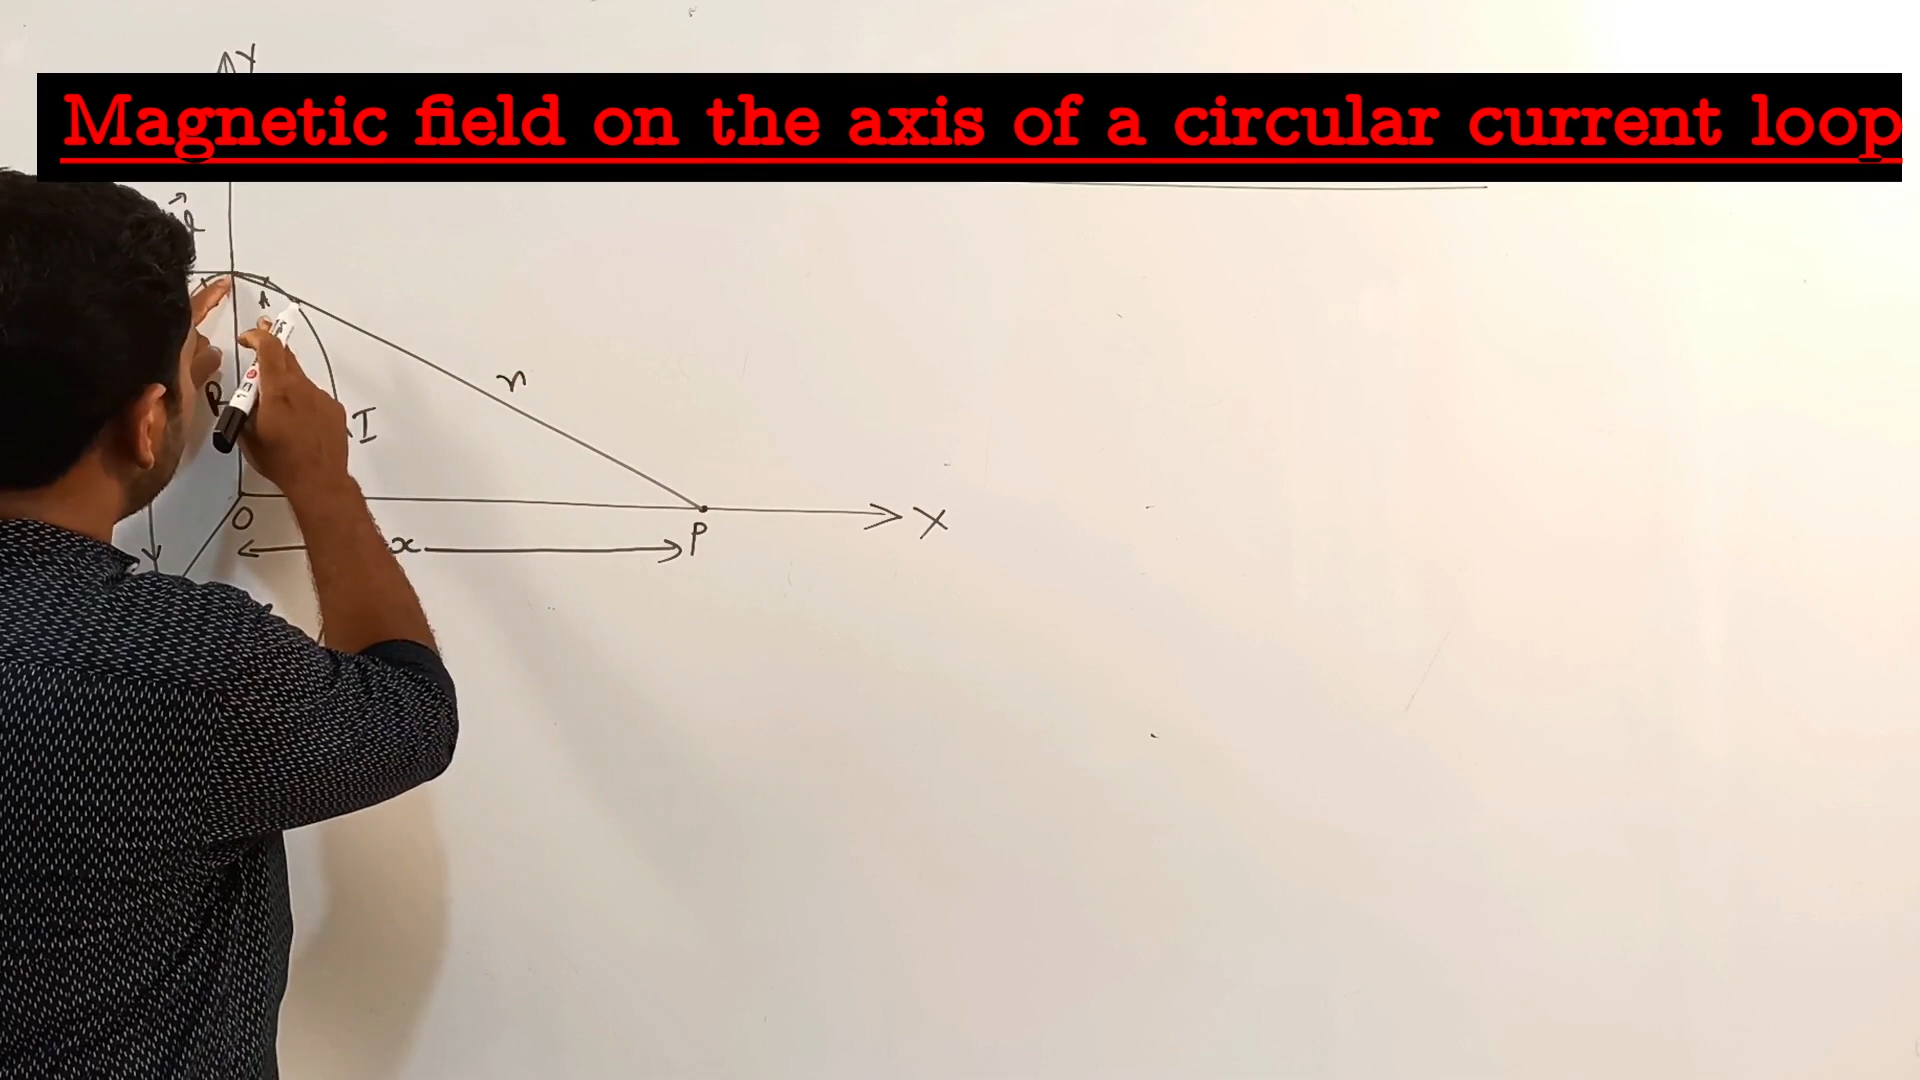 Y
Magnetic field on the axis of a circular current loop
A
r
R
I
O
x
P
X